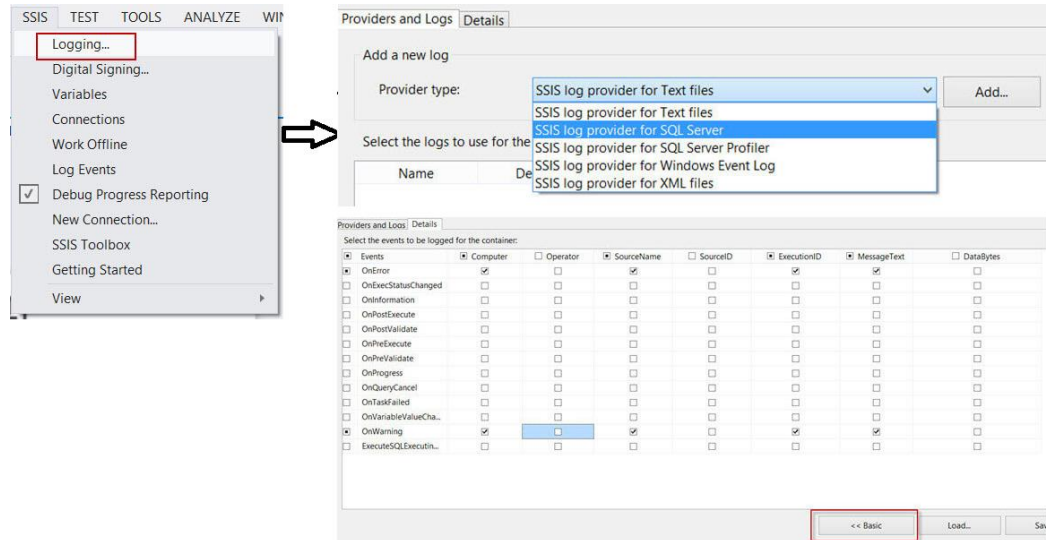 SSIS TEST TOOLS ANALYZE
Logging...
Digital Signing...
Variables
Connections
Work Offline
Log Events
Debug Progress Reporting
New Connection...
SSIS Toolbox
Getting Started
View
Providers and Logs Details
Add a new log
Provider type: SSIS log provider for Text files Add...
SSIS log provider for Text files
SSIS log provider for SQL Server
SSIS log provider for SQL Server Profiler
SSIS log provider for Windows Event Log
SSIS log provider for XML files
Select the logs to use for the
Name De
Providers and Logs Details
Select the events to be logged for the container:
Events Computer Operator SourceName SourceID ExecutionID MessageText DataBytes
OnError
OnExecStatusChanged
OnInformation
OnPostExecute
OnPostValidate
OnPreExecute
OnPreValidate
OnProgress
OnQueryCancel
OnTaskFailed
OnVariableValueCha...
OnWarning
ExecuteSQLExecutin...
<< Basic Load... Sav